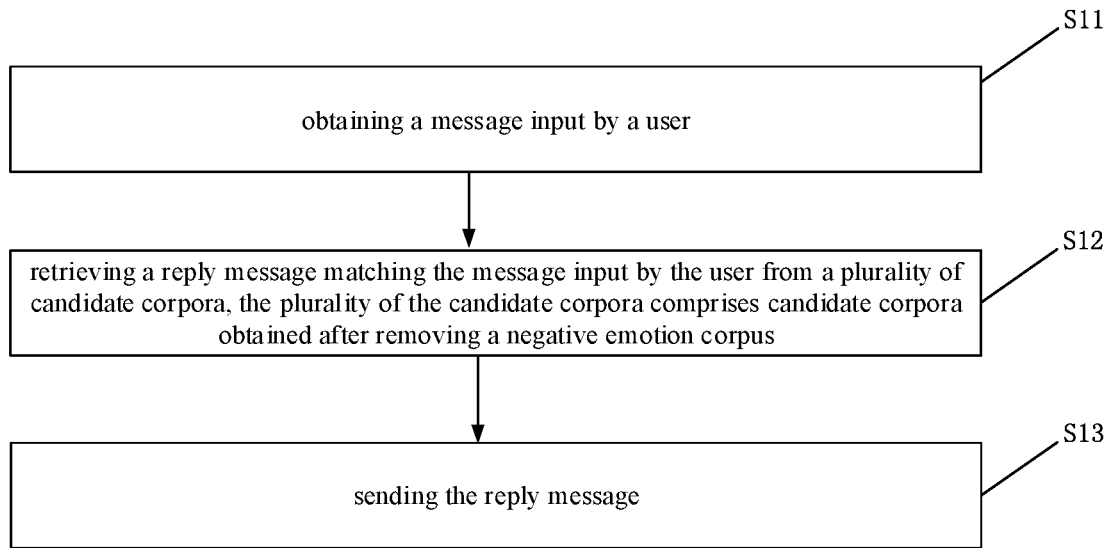 S11
obtaining a message input by a user
S12
retrieving a reply message matching the message input by the user from a plurality of
candidate corpora, the plurality of the candidate corpora comprises candidate corpora
obtained after removing a negative emotion corpus
S13
sending the reply message